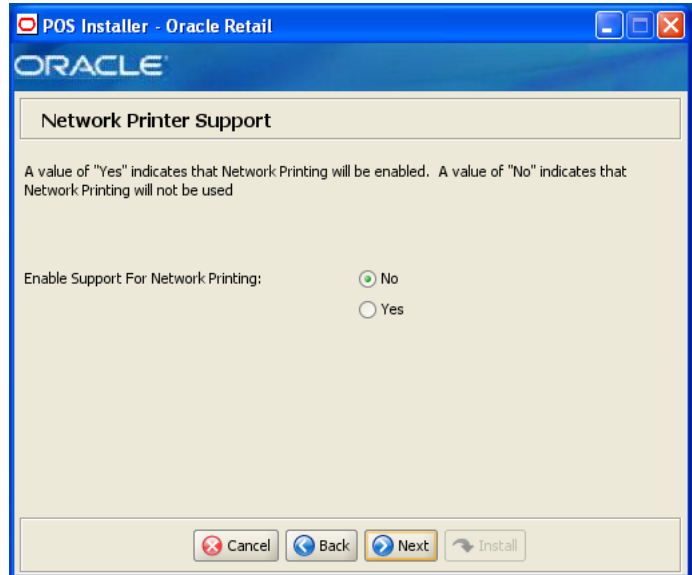 POS Installer - Oracle Retail
ORACLE
Network Printer Support
A value of "Yes" indicates that Network Printing will be enabled. A value of "No" indicates that
Network Printing will not be used
Enable Support For Network Printing:
No
Yes
Cancel
Back
Next
Install